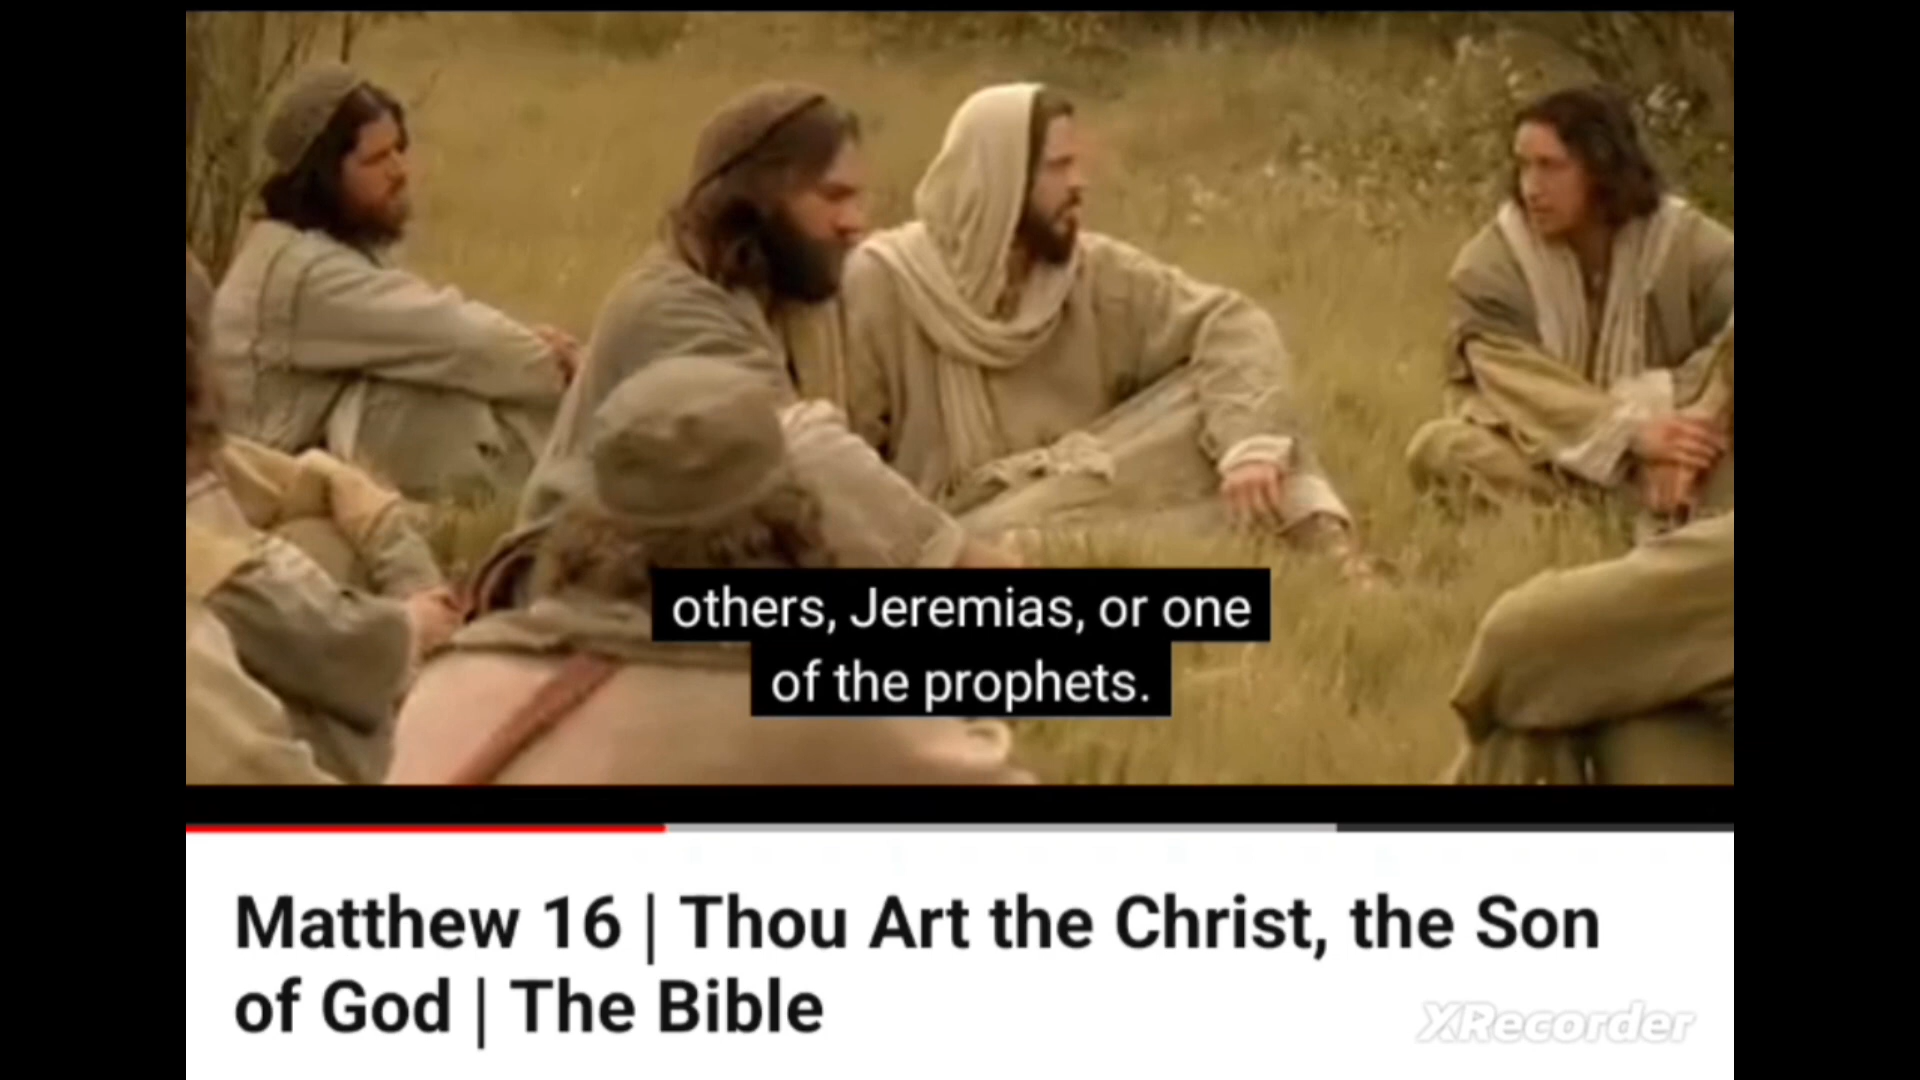 others, Jeremias, or one
of the prophets.
Matthew 16 | Thou Art the Christ, the Son
of God | The Bible
XRecorder